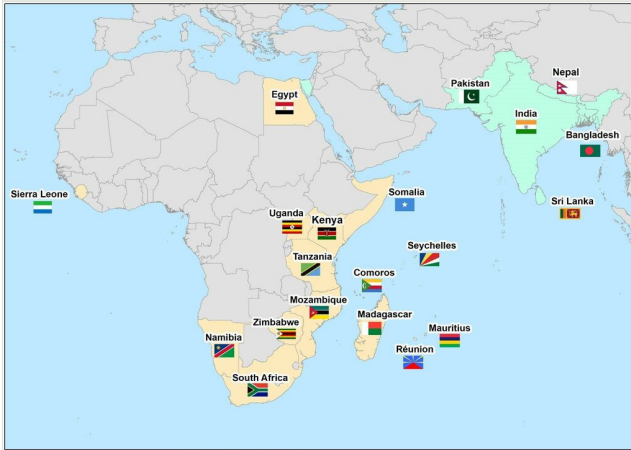 Nepal
Pakistan
Egypt
India
Bangladesh
Sierra Leone
Somalia
Sri Lanka
Uganda
Kenya
Seychelles
Tanzania
Comoros
Mozambique
Madagascar
Zimbabwe
Mauritius
Namibia
Réunion
South Africa